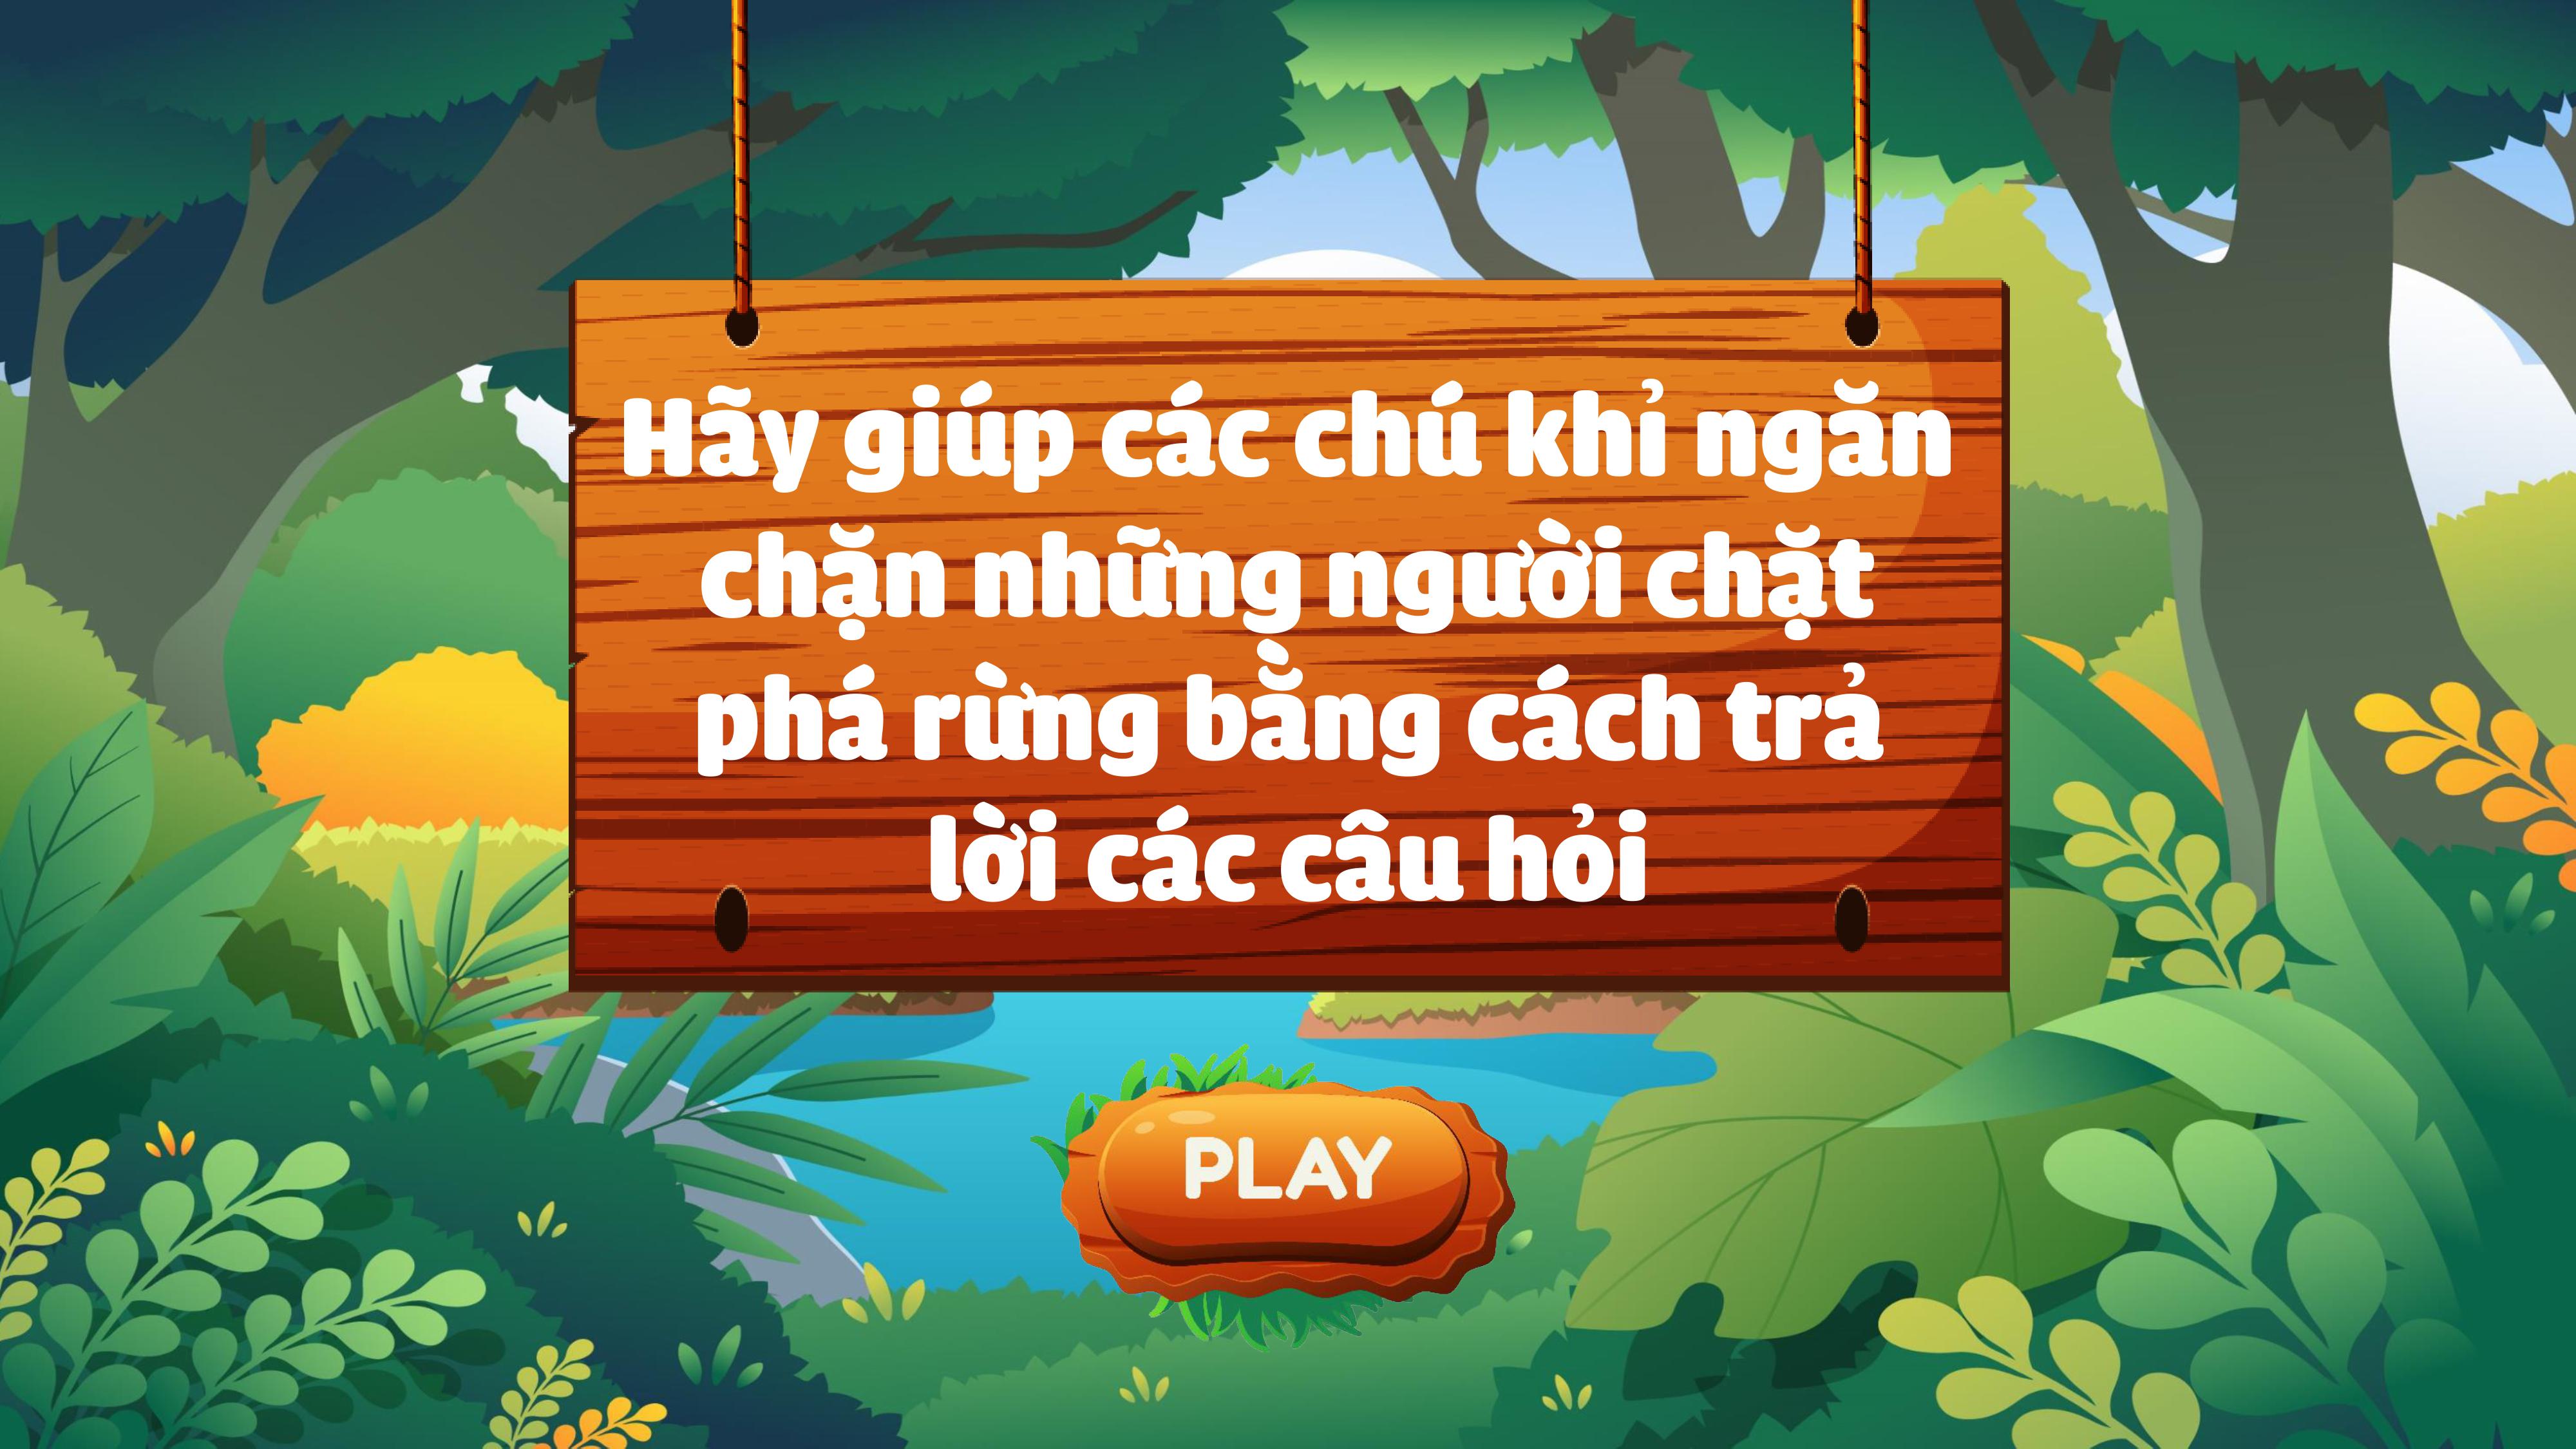 Hãy giúp các chú khỉ ngăn
chặn những người chặt
phá rừng bằng cách trả
lời các câu hỏi
PLAY